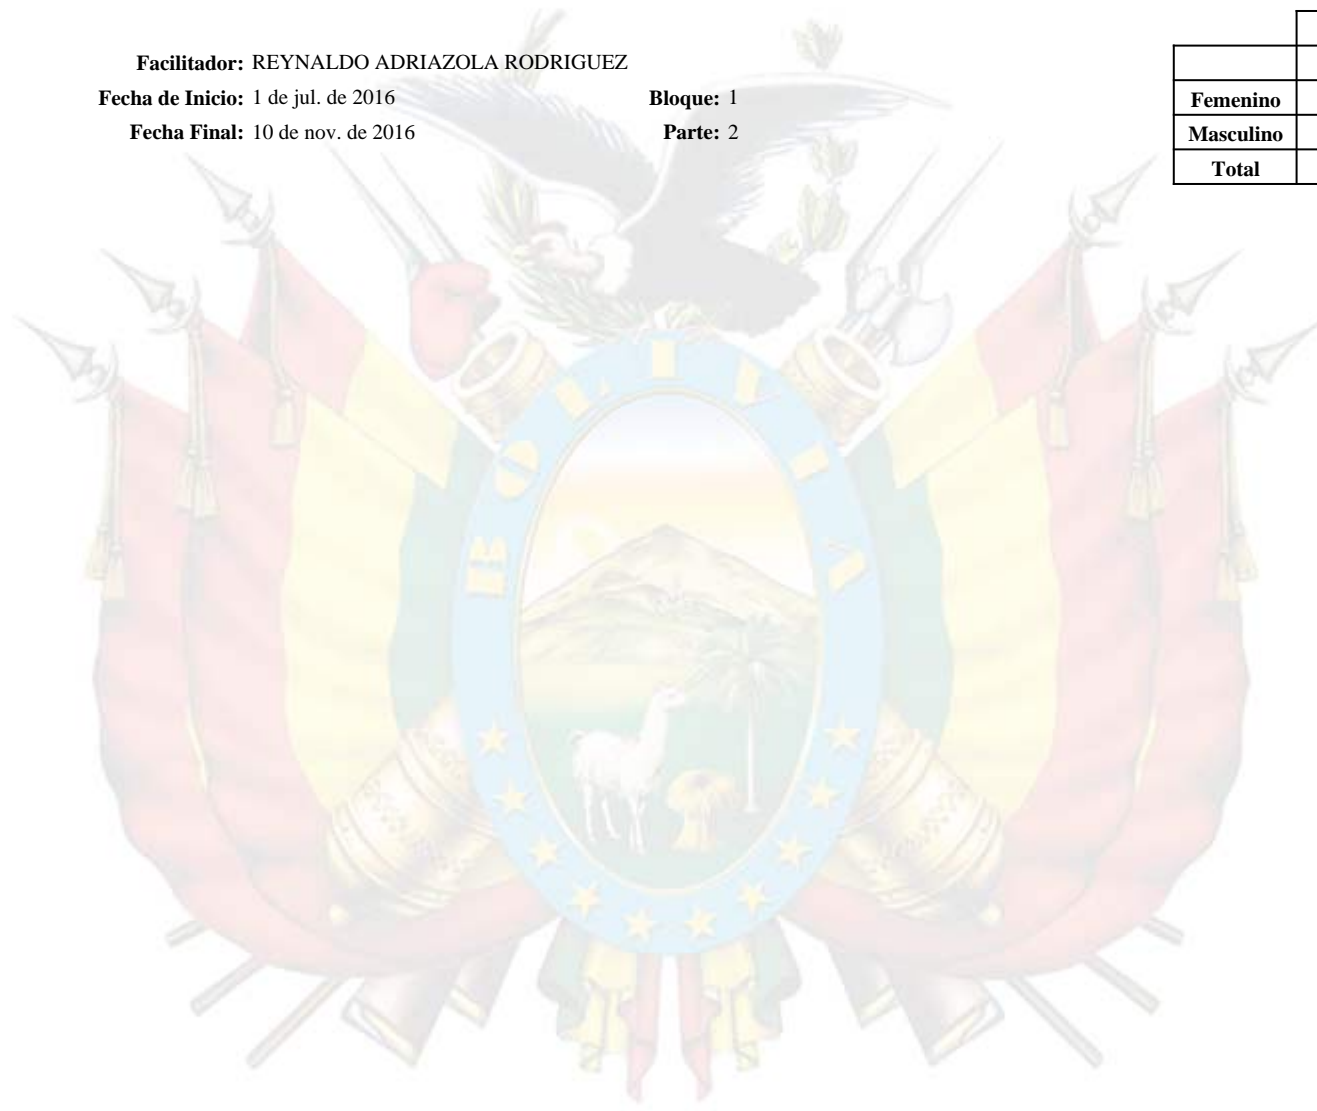 Facilitador: REYNALDO ADRIAZOLA RODRIGUEZ
Fecha de Inicio: 1 de jul. de 2016 Bloque: 1
Fecha Final: 10 de nov. de 2016 Parte: 2
Femenino
Masculino
Total
BOLIVIA